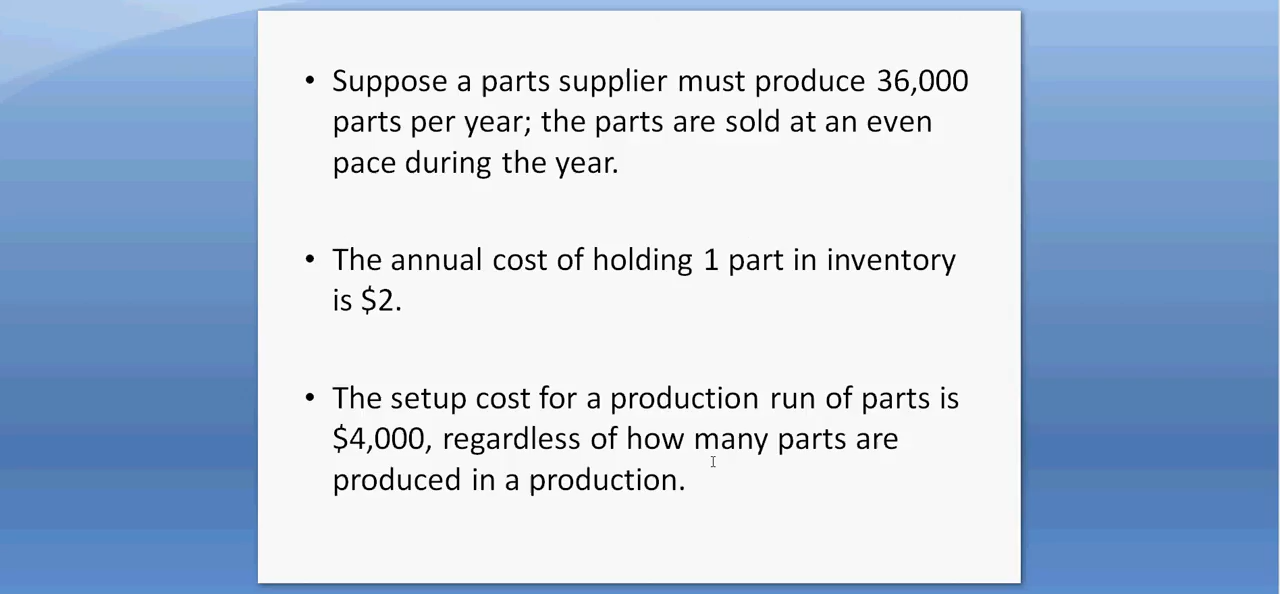 • Suppose a parts supplier must produce 36,000
parts per year; the parts are sold at an even
pace during the year.
• The annual cost of holding 1 part in inventory
is $2.
• The setup cost for a production run of parts is
$4,000, regardless of how many parts are
produced in a production.